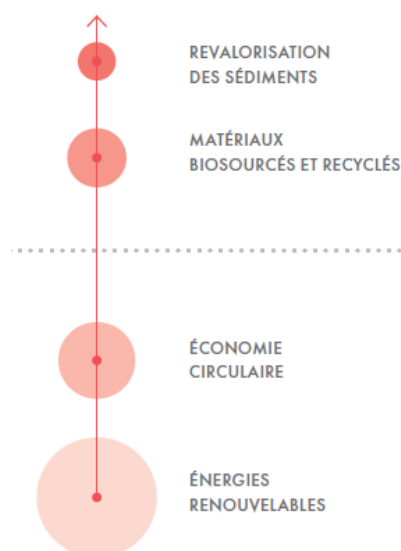 REVALORISATION
DES SÉDIMENTS
MATÉRIAUX
BIOSOURCÉS ET RECYCLÉS
ÉCONOMIE
CIRCULAIRE
ÉNERGIES
RENOUVELABLES